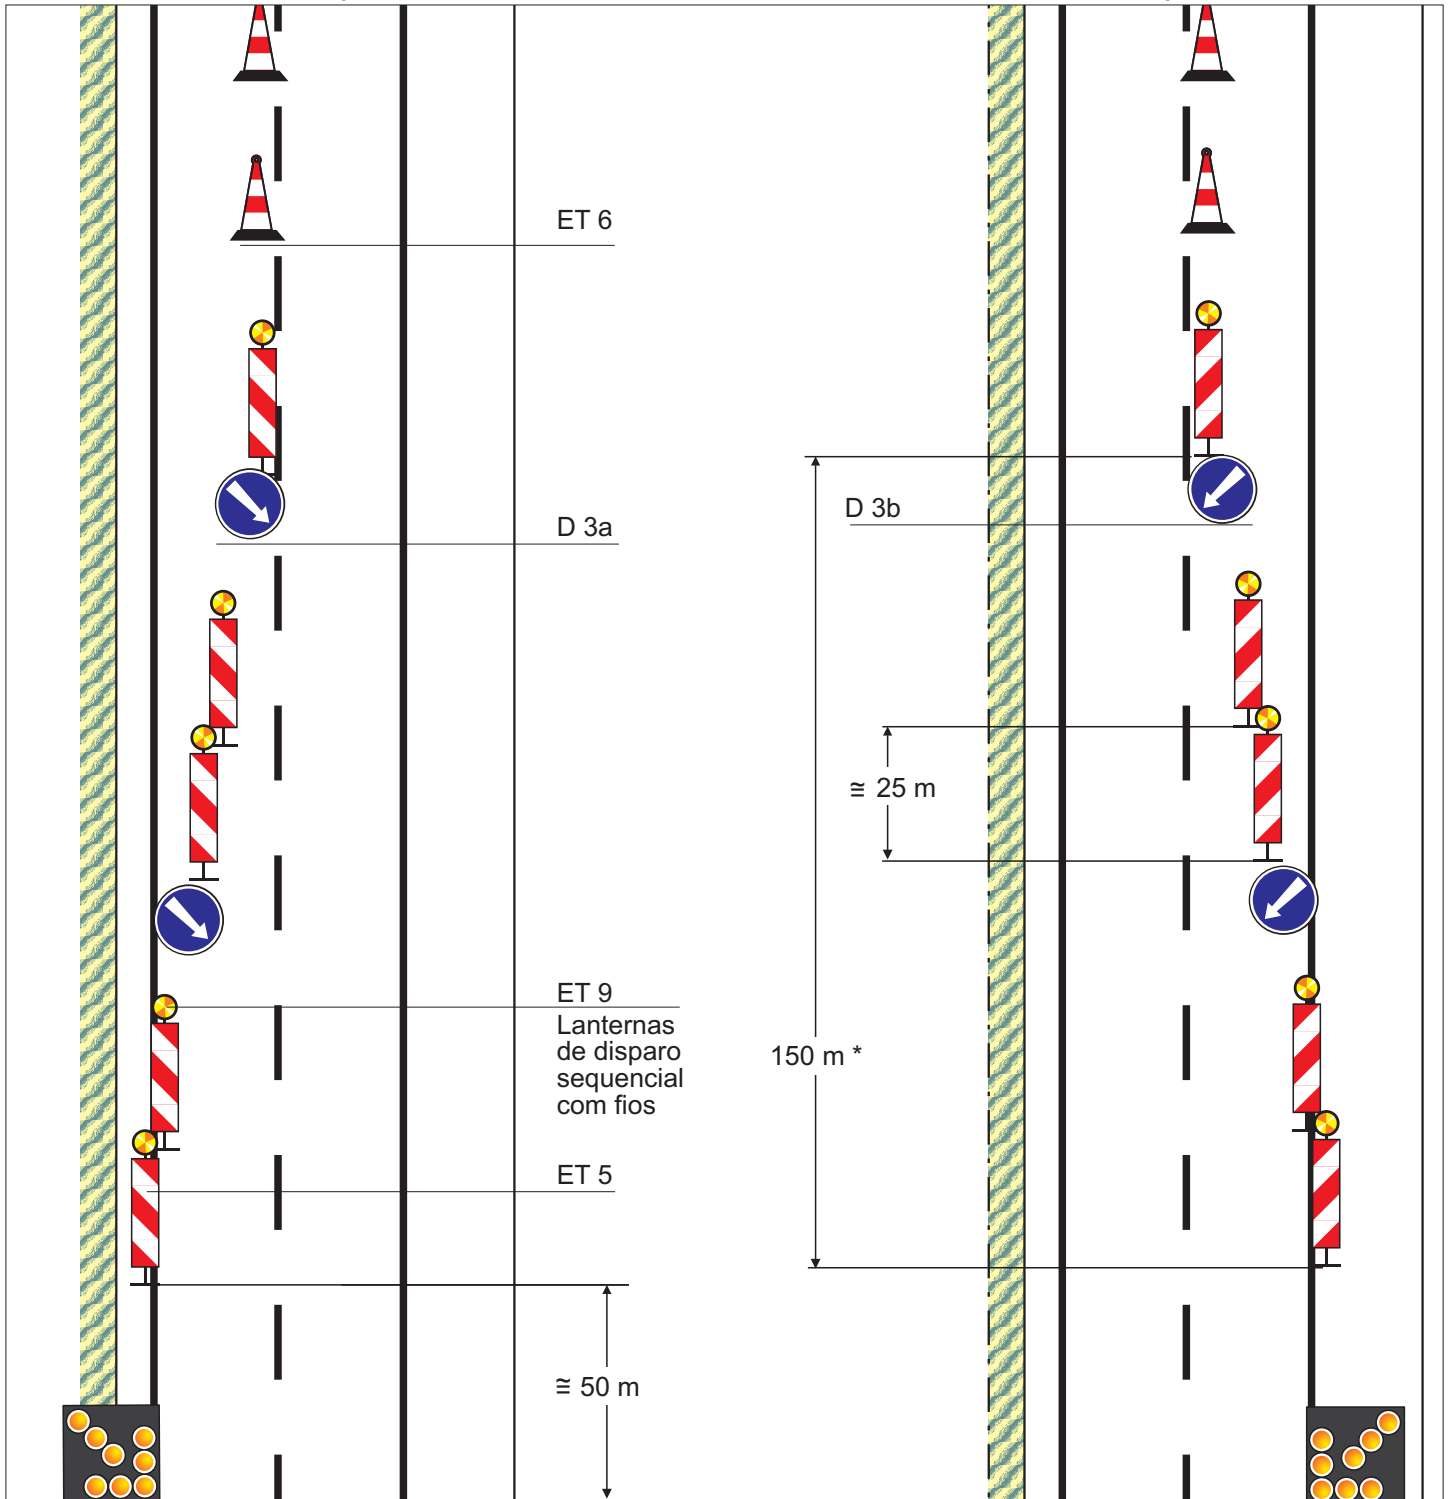 ET 6
D 3b
D 3a
≅ 25 m
ET 9
Lanternas
de disparo
sequencial
com fios
150 m *
ET 5
≅ 50 m